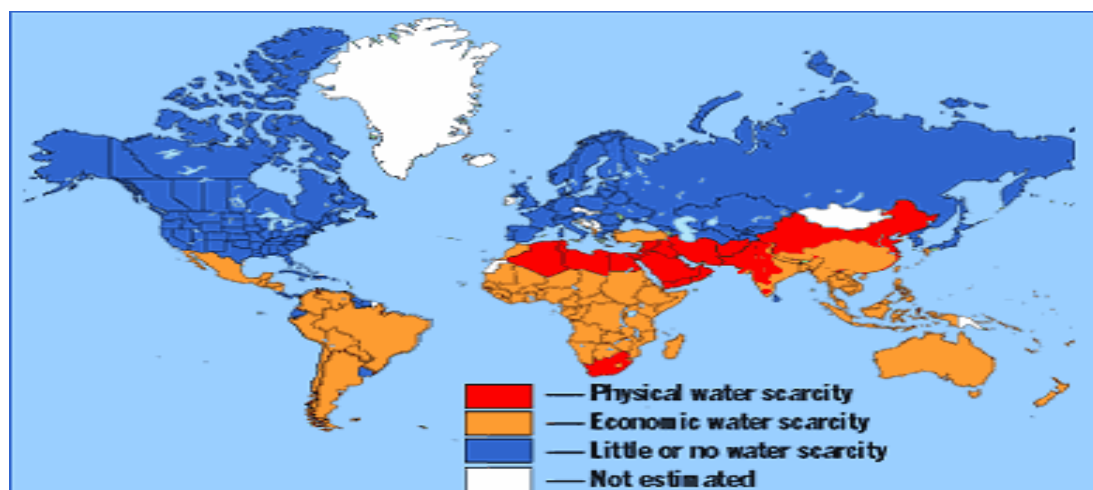 Physical water scarcity
Economic water scarcity
Little or no water scarcity
Not estimated